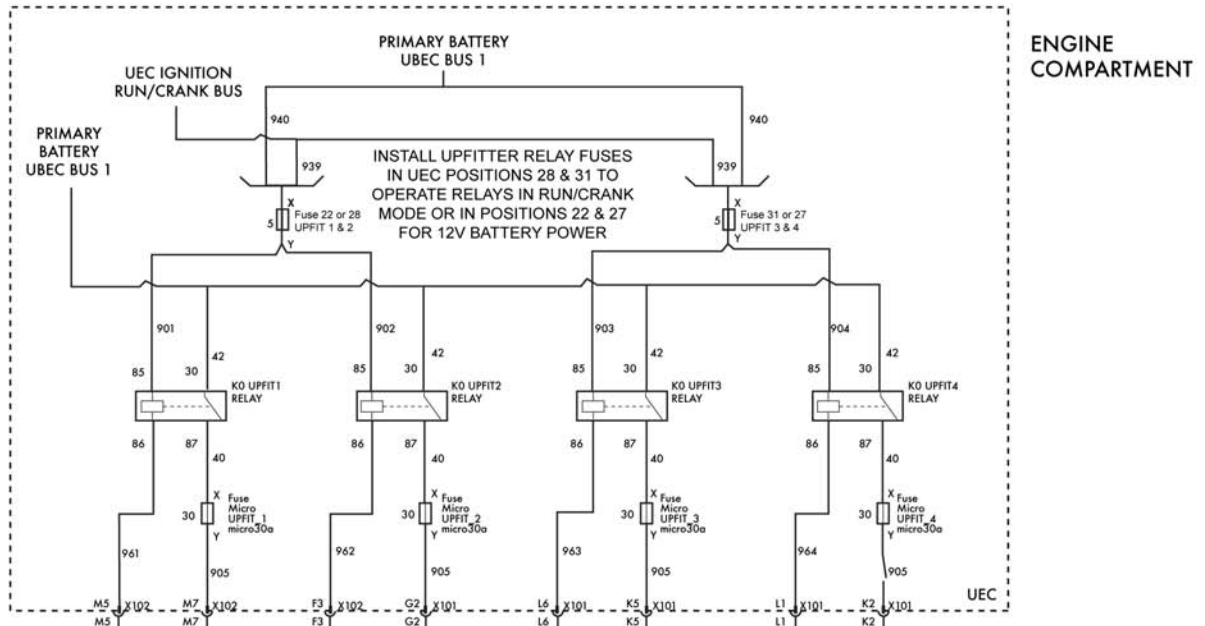 PRIMARY BATTERY
UBEC BUS 1
ENGINE
COMPARTMENT
UEC IGNITION
RUN/CRANK BUS
PRIMARY
BATTERY
UBEC BUS 1
940
940
939
939
INSTALL UPFITTER RELAY FUSES
IN UEC POSITIONS 28 & 31 TO
OPERATE RELAYS IN RUN/CRANK
MODE OR IN POSITIONS 22 & 27
FOR 12V BATTERY POWER
X
5
Fuse 22 or 28
UPFIT 1 & 2
Y
X
5
Fuse 31 or 27
UPFIT 3 & 4
Y
901
902
903
904
42
42
42
42
85
30
85
30
85
30
85
30
K0 UPFIT1
RELAY
K0 UPFIT2
RELAY
K0 UPFIT3
RELAY
K0 UPFIT4
RELAY
86
87
86
87
86
87
86
87
40
40
40
40
X
30
Fuse
Micro
UPFIT_1
micro30a
Y
X
30
Fuse
Micro
UPFIT_2
micro30a
Y
X
30
Fuse
Micro
UPFIT_3
micro30a
Y
X
30
Fuse
Micro
UPFIT_4
micro30a
Y
961
905
962
905
963
905
964
905
UEC
M5 X102
M7 X102
F3 X102
G2 X101
L6 X101
K5 X101
L1 X101
K2 X101
M5
M7
F3
G2
L6
K5
L1
K2